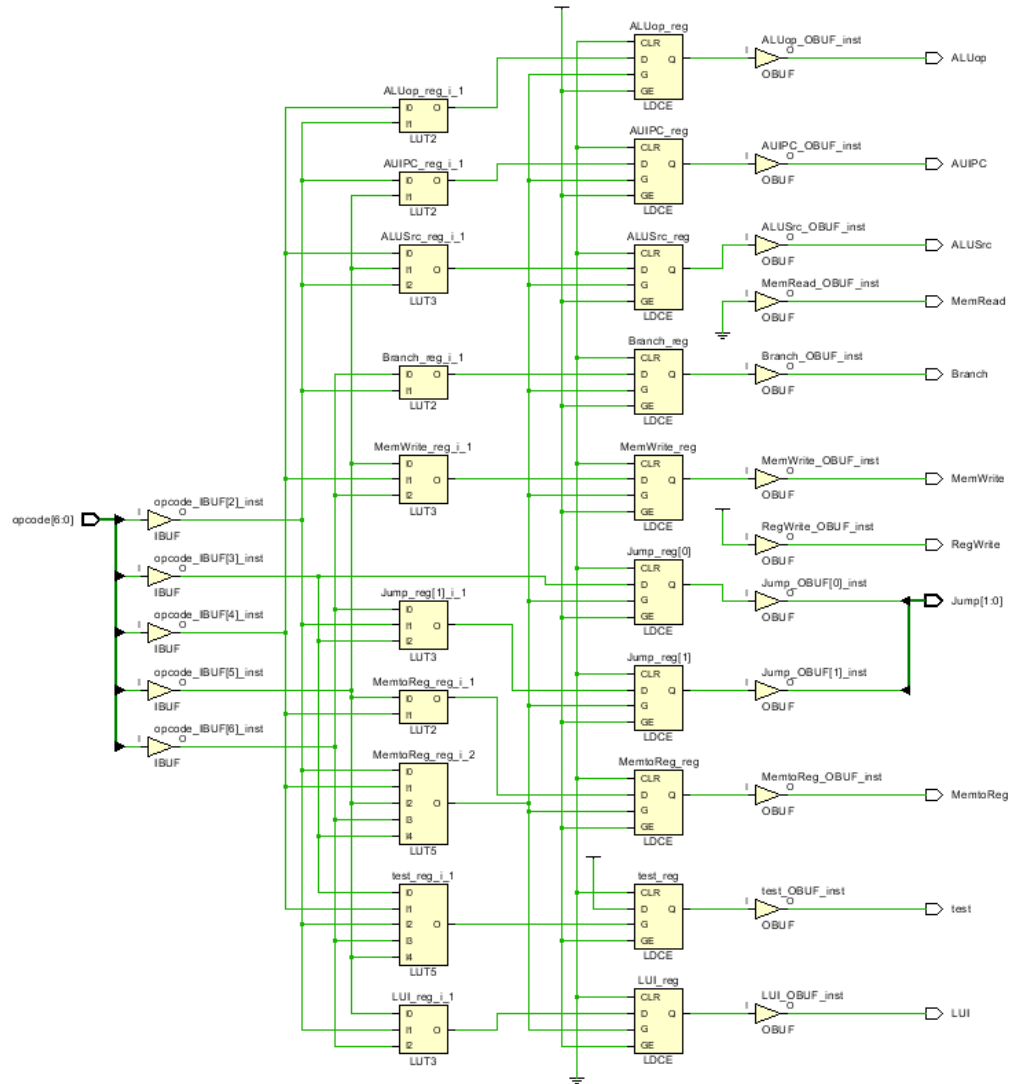 ALUop_reg
CLR
D Q
G
GE
LDCE
ALUop_OBUF_inst
I O
OBUF
ALUop
ALUop_reg_i_1
I0 O
I1
LUT2
AUIPC_reg
CLR
D Q
G
GE
LDCE
AUIPC_OBUF_inst
I O
OBUF
AUIPC
AUIPC_reg_i_1
I0 O
I1
LUT2
ALUSrc_reg_i_1
I0
I1 O
I2
LUT3
ALUSrc_reg
CLR
D Q
G
GE
LDCE
ALUSrc_OBUF_inst
I O
OBUF
ALUSrc
MemRead_OBUF_inst
I O
OBUF
MemRead
Branch_reg_i_1
I0 O
I1
LUT2
Branch_reg
CLR
D Q
G
GE
LDCE
Branch_OBUF_inst
I O
OBUF
Branch
MemWrite_reg_i_1
I0
I1 O
I2
LUT3
MemWrite_reg
CLR
D Q
G
GE
LDCE
MemWrite_OBUF_inst
I O
OBUF
MemWrite
opcode[6:0]
opcode_IBUF[2]_inst
I O
IBUF
opcode_IBUF[3]_inst
I O
IBUF
opcode_IBUF[4]_inst
I O
IBUF
opcode_IBUF[5]_inst
I O
IBUF
opcode_IBUF[6]_inst
I O
IBUF
RegWrite_OBUF_inst
I O
OBUF
RegWrite
Jump_reg[0]
CLR
D Q
G
GE
LDCE
Jump_OBUF[0]_inst
I O
OBUF
Jump[1:0]
Jump_reg[1]_i_1
I0
I1 O
I2
LUT3
Jump_reg[1]
CLR
D Q
G
GE
LDCE
Jump_OBUF[1]_inst
I O
OBUF
MemtoReg_reg_i_1
I0 O
I1
LUT2
MemtoReg_reg_i_2
I0
I1
I2 O
I3
I4
LUT5
MemtoReg_reg
CLR
D Q
G
GE
LDCE
MemtoReg_OBUF_inst
I O
OBUF
MemtoReg
test_reg_i_1
I0
I1
I2 O
I3
I4
LUT5
test_reg
CLR
D Q
G
GE
LDCE
test_OBUF_inst
I O
OBUF
test
LUI_reg_i_1
I0
I1 O
I2
LUT3
LUI_reg
CLR
D Q
G
GE
LDCE
LUI_OBUF_inst
I O
OBUF
LUI